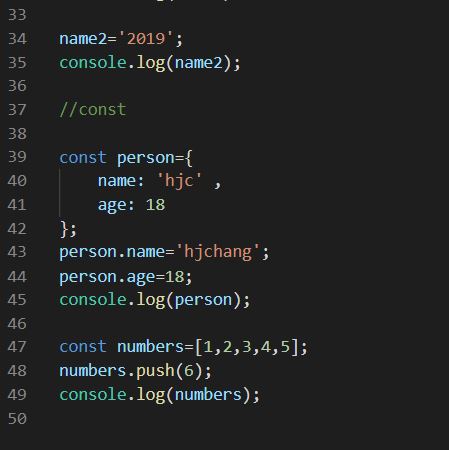 33
34 name2='2019';
35 console.log(name2);
36
37 //const
38
39 const person={
40     name: 'hjc' ,
41     age: 18
42 };
43 person.name='hjchang';
44 person.age=18;
45 console.log(person);
46
47 const numbers=[1,2,3,4,5];
48 numbers.push(6);
49 console.log(numbers);
50